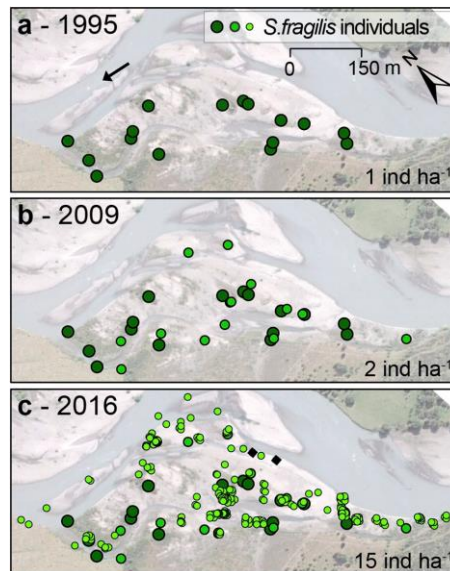 a - 1995
S.fragilis individuals
0 150 m
N
1 ind ha⁻¹
b - 2009
2 ind ha⁻¹
c - 2016
15 ind ha⁻¹